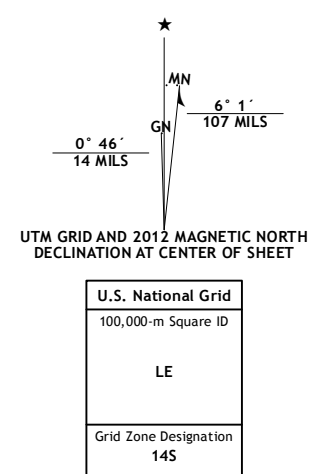 ★
MN
6° 1´
107 MILS
GN
0° 46´
14 MILS
UTM GRID AND 2012 MAGNETIC NORTH
DECLINATION AT CENTER OF SHEET
U.S. National Grid
100,000-m Square ID
LE
Grid Zone Designation
14S